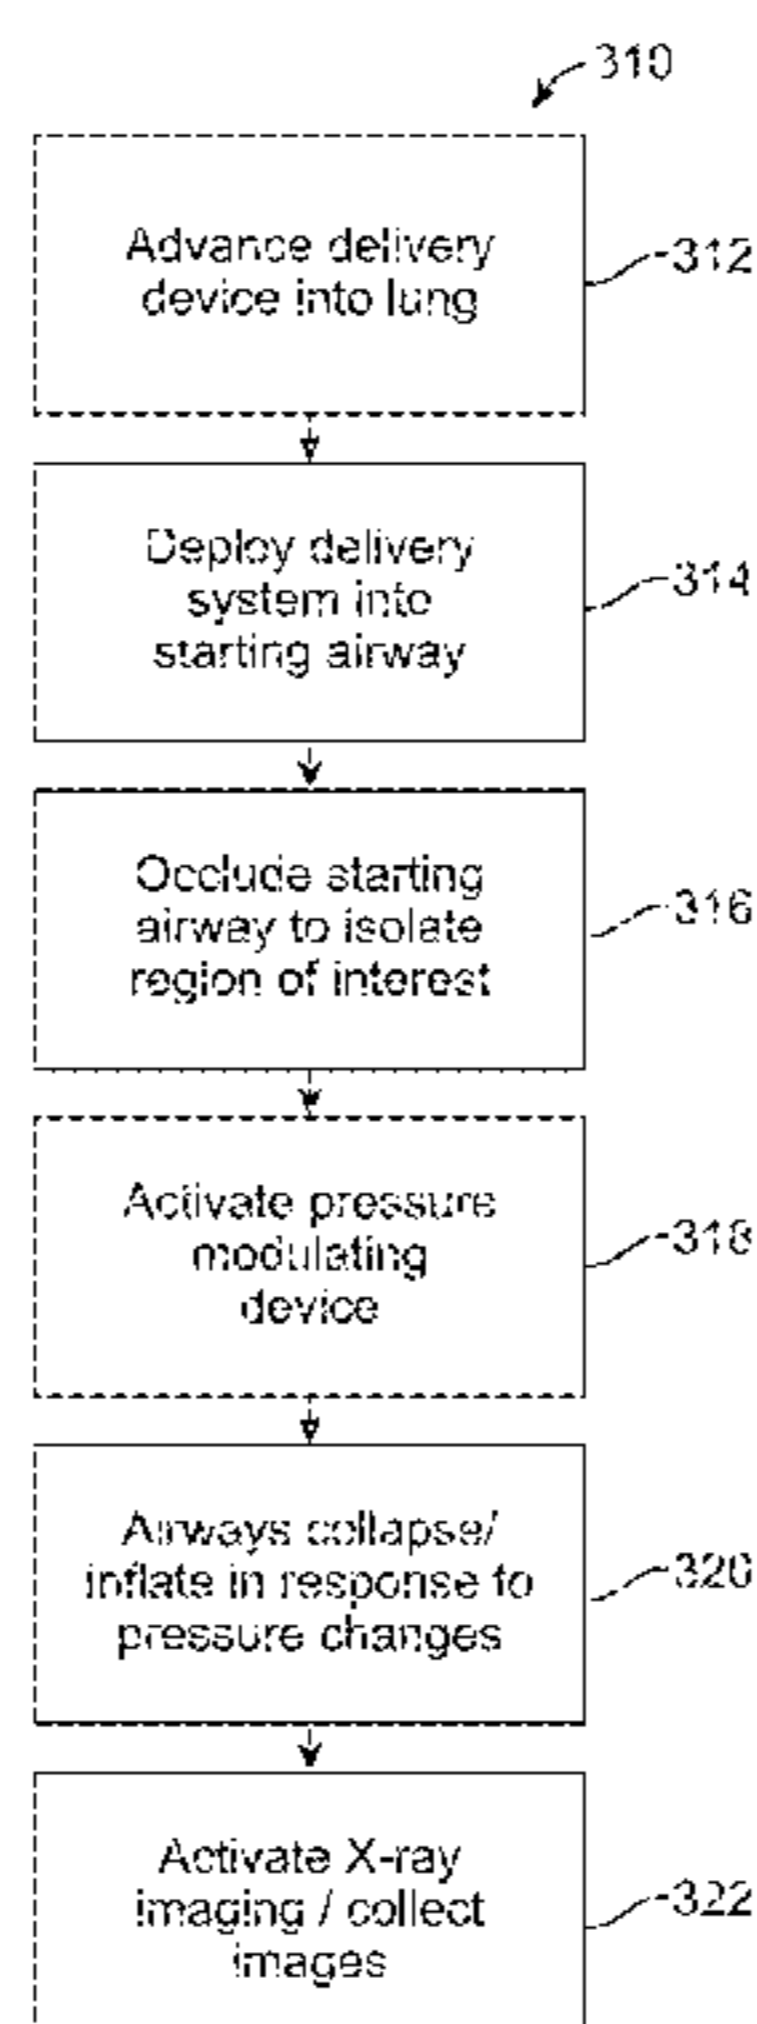 310
Advance delivery
device into lung
312
Deploy delivery
system into
starting airway
314
Occlude starting
airway to isolate
region of interest
316
Activate pressure
modulating
device
318
Airways collapse/
inflate in response to
pressure changes
320
Activate X-ray
imaging / collect
images
322